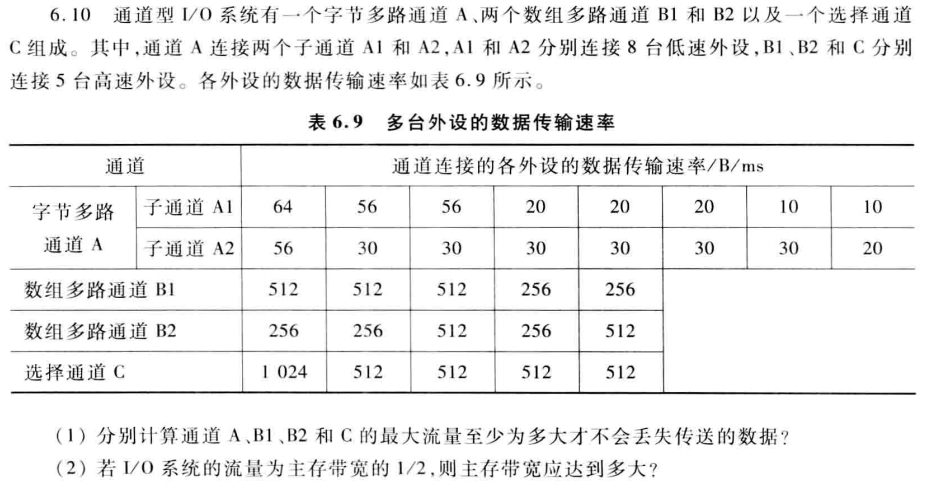 6.10 通道型 I/O 系统有一个字节多路通道 A、两个数组多路通道 B1 和 B2 以及一个选择通道
C 组成。其中,通道 A 连接两个子通道 A1 和 A2,A1 和 A2 分别连接 8 台低速外设,B1、B2 和 C 分别
连接 5 台高速外设。各外设的数据传输速率如表 6.9 所示。
表 6.9 多台外设的数据传输速率
通道 通道连接的各外设的数据传输速率/B/ms
字节多路通道 A 子通道 A1 64 56 56 20 20 20 10 10
子通道 A2 56 30 30 30 30 30 30 20
数组多路通道 B1 512 512 512 256 256
数组多路通道 B2 256 256 512 256 512
选择通道 C 1 024 512 512 512 512
(1) 分别计算通道 A、B1、B2 和 C 的最大流量至少为多大才不会丢失传送的数据?
(2) 若 I/O 系统的流量为主存带宽的 1/2,则主存带宽应达到多大?